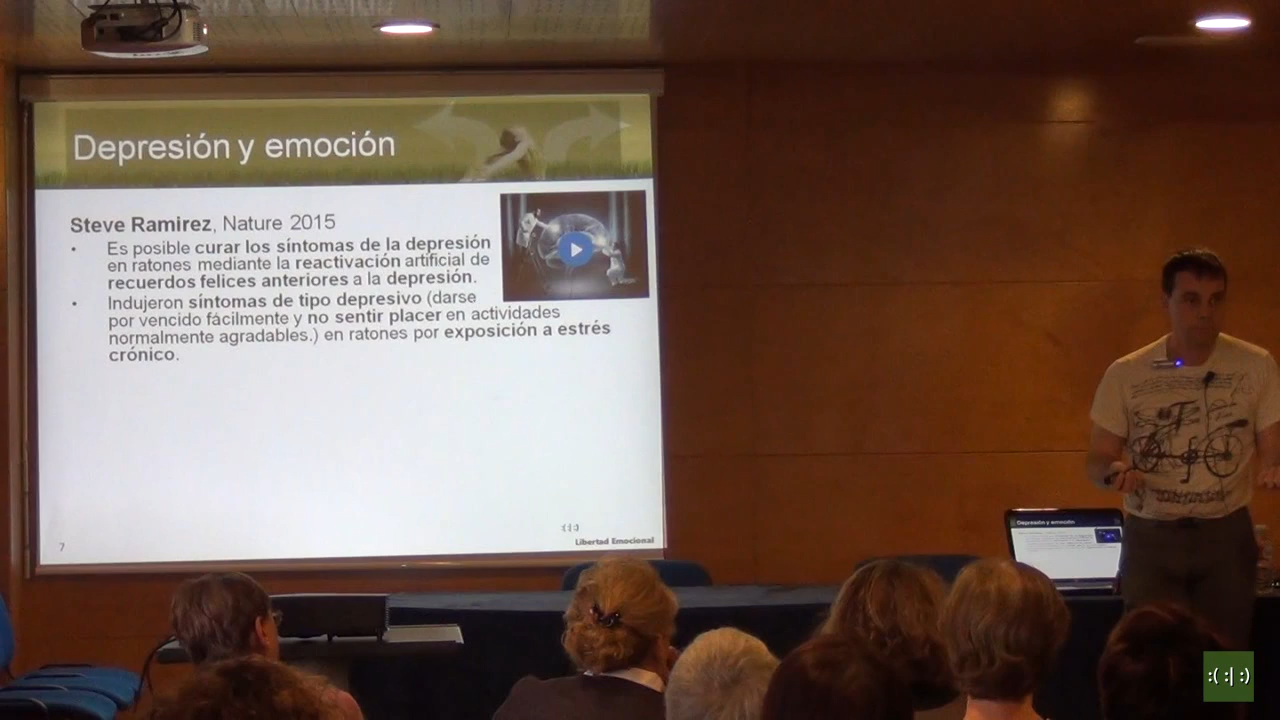 Depresión y emoción
Steve Ramirez, Nature 2015
• Es posible curar los síntomas de la depresión
en ratones mediante la reactivación artificial de
recuerdos felices anteriores a la depresión.
• Indujeron síntomas de tipo depresivo (darse
por vencido fácilmente y no sentir placer en actividades
normalmente agradables.) en ratones por exposición a estrés
crónico.
7
:(:|:)
Libertad Emocional
Depresión y emoción
:( :| :)